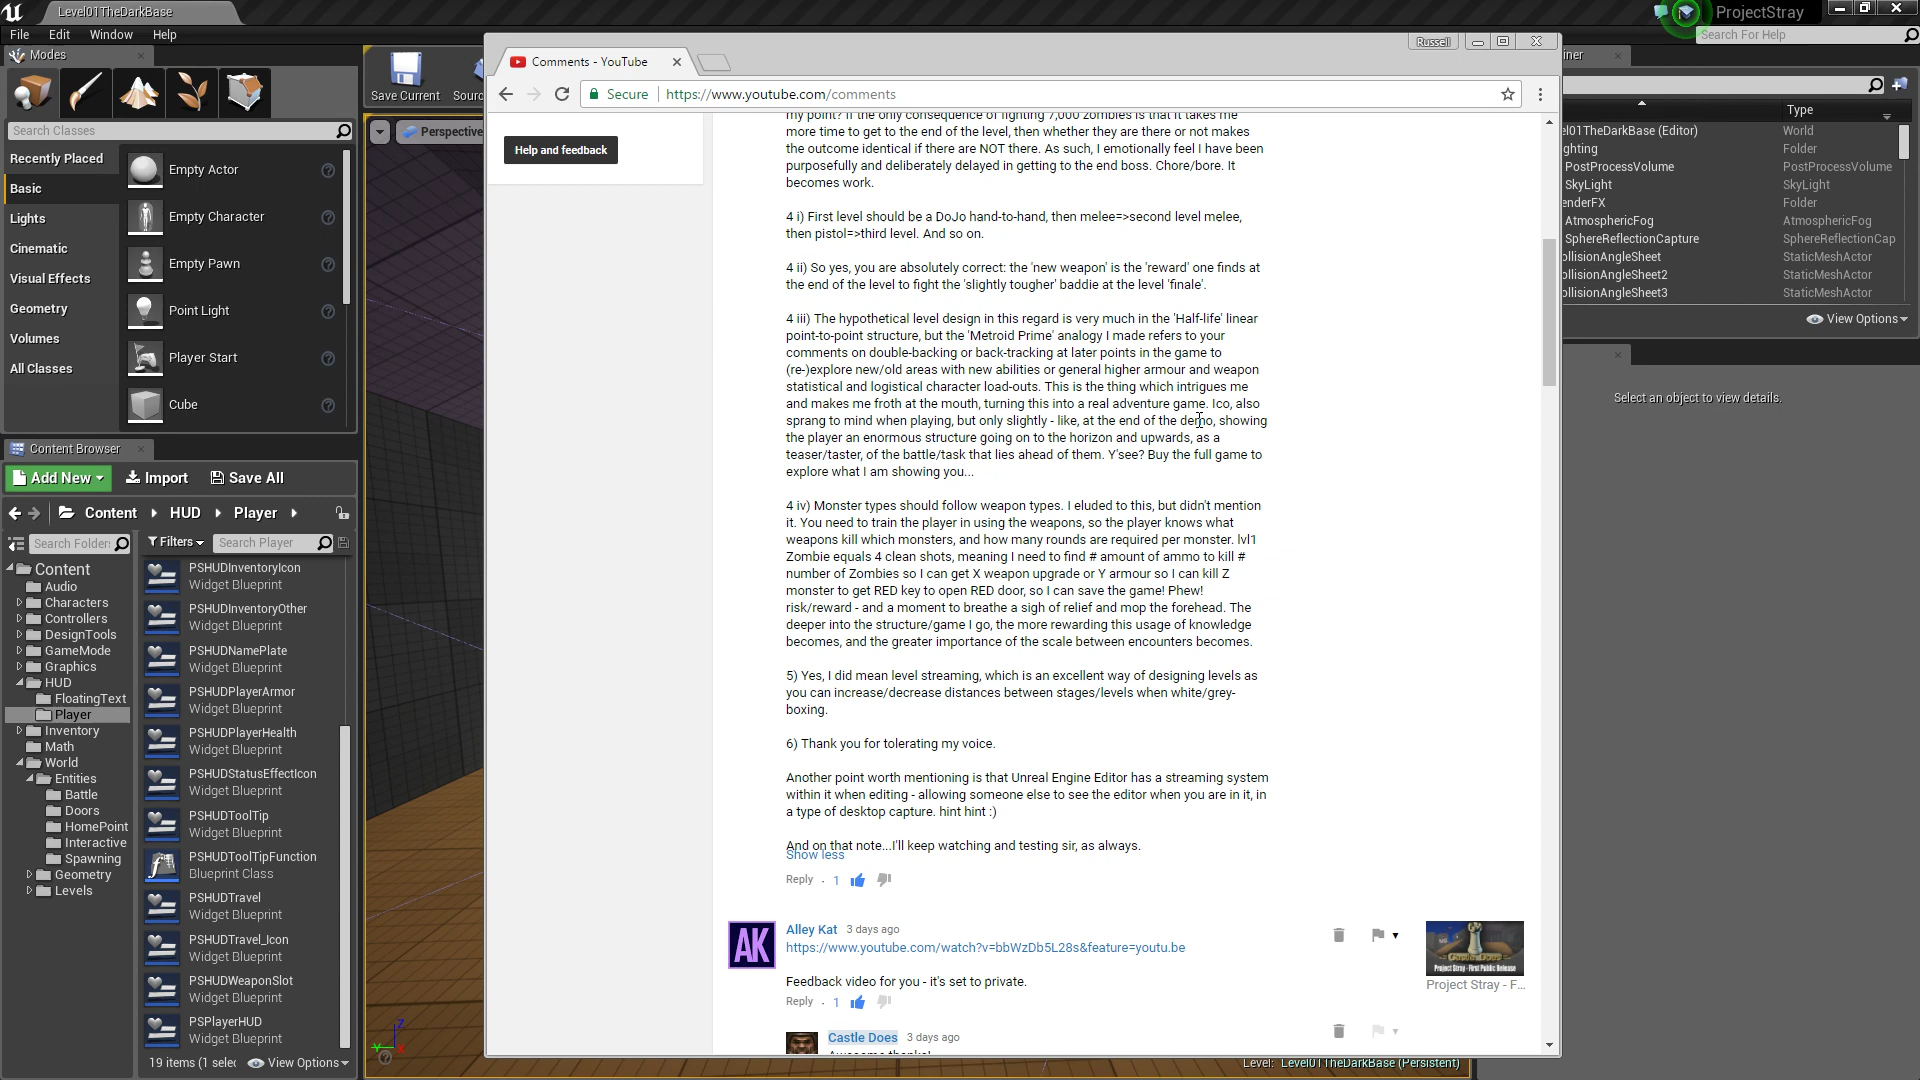 Level01TheDarkBase
ProjectStray
File Edit Window Help
Search For Help
Modes
Russell
Comments - YouTube
Save Current
Secure https://www.youtube.com/comments
Search Classes
Perspective
Type
Recently Placed
Basic
Lights
Cinematic
Visual Effects
Geometry
Volumes
All Classes
Empty Actor
Empty Character
Empty Pawn
Point Light
Player Start
Cube
Help and feedback
my point? If the only consequence of fighting 7,000 zombies is that it takes me
more time to get to the end of the level, then whether they are there or not makes
the outcome identical if there are NOT there. As such, I emotionally feel I have been
purposefully and deliberately delayed in getting to the end boss. Chore/bore. It
becomes work.
4 i) First level should be a DoJo hand-to-hand, then melee=>second level melee,
then pistol=>third level. And so on.
4 ii) So yes, you are absolutely correct: the 'new weapon' is the 'reward' one finds at
the end of the level to fight the 'slightly tougher' baddie at the level 'finale'.
4 iii) The hypothetical level design in this regard is very much in the 'Half-life' linear
point-to-point structure, but the 'Metroid Prime' analogy I made refers to your
comments on double-backing or back-tracking at later points in the game to
(re-)explore new/old areas with new abilities or general higher armour and weapon
statistical and logistical character load-outs. This is the thing which intrigues me
and makes me froth at the mouth, turning this into a real adventure game. Ico, also
sprang to mind when playing, but only slightly - like, at the end of the demo, showing
the player an enormous structure going on to the horizon and upwards, as a
teaser/taster, of the battle/task that lies ahead of them. Y'see? Buy the full game to
explore what I am showing you...
4 iv) Monster types should follow weapon types. I eluded to this, but didn't mention
it. You need to train the player in using the weapons, so the player knows what
weapons kill which monsters, and how many rounds are required per monster. lvl1
Zombie equals 4 clean shots, meaning I need to find # amount of ammo to kill #
number of Zombies so I can get X weapon upgrade or Y armour so I can kill Z
monster to get RED key to open RED door, so I can save the game! Phew!
risk/reward - and a moment to breathe a sigh of relief and mop the forehead. The
deeper into the structure/game I go, the more rewarding this usage of knowledge
becomes, and the greater importance of the scale between encounters becomes.
5) Yes, I did mean level streaming, which is an excellent way of designing levels as
you can increase/decrease distances between stages/levels when white/grey-
boxing.
6) Thank you for tolerating my voice.
Another point worth mentioning is that Unreal Engine Editor has a streaming system
within it when editing - allowing someone else to see the editor when you are in it, in
a type of desktop capture. hint hint :)
And on that note...I'll keep watching and testing sir, as always.
Show less
Reply . 1
AK
Alley Kat 3 days ago
https://www.youtube.com/watch?v=bbWzDb5L28s&feature=youtu.be
Feedback video for you - it's set to private.
Reply . 1
Castle Does 3 days ago
Project Stray - First Public Release
Project Stray - F...
(Editor) World
Folder
PostProcessVolume PostProcessVolume
SkyLight SkyLight
Folder
AtmosphericFog AtmosphericFog
SphereReflectionCapture SphereReflectionCap
StaticMeshActor
StaticMeshActor
StaticMeshActor
View Options
Select an object to view details.
Content Browser
Add New Import Save All
Content HUD Player
Search Folders
Filters Search Player
Content
Audio
Characters
Controllers
DesignTools
GameMode
Graphics
HUD
FloatingText
Player
Inventory
Math
World
Entities
Battle
Doors
HomePoint
Interactive
Spawning
Geometry
Levels
PSHUDInventoryIcon
Widget Blueprint
PSHUDInventoryOther
Widget Blueprint
PSHUDNamePlate
Widget Blueprint
PSHUDPlayerArmor
Widget Blueprint
PSHUDPlayerHealth
Widget Blueprint
PSHUDStatusEffectIcon
Widget Blueprint
PSHUDToolTip
Widget Blueprint
PSHUDToolTipFunction
Blueprint Class
PSHUDTravel
Widget Blueprint
PSHUDTravel_Icon
Widget Blueprint
PSHUDWeaponSlot
Widget Blueprint
PSPlayerHUD
Widget Blueprint
19 items (1 selec View Options
Level: Level01TheDarkBase (Persistent)